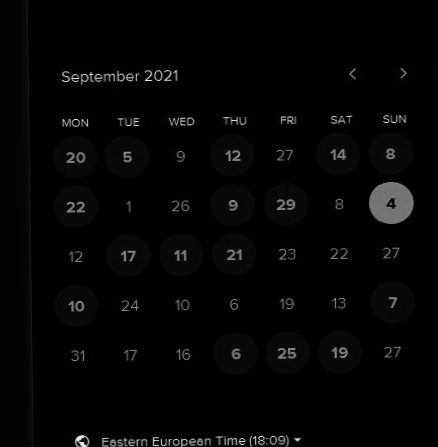 September 2021 < >
MON TUE WED THU FRI SAT SUN
20 5 9 12 27 14 8
22 1 26 9 29 8 4
12 17 11 21 23 22 27
10 24 10 6 19 13 7
31 17 16 6 25 19 27
Eastern European Time (18:09)